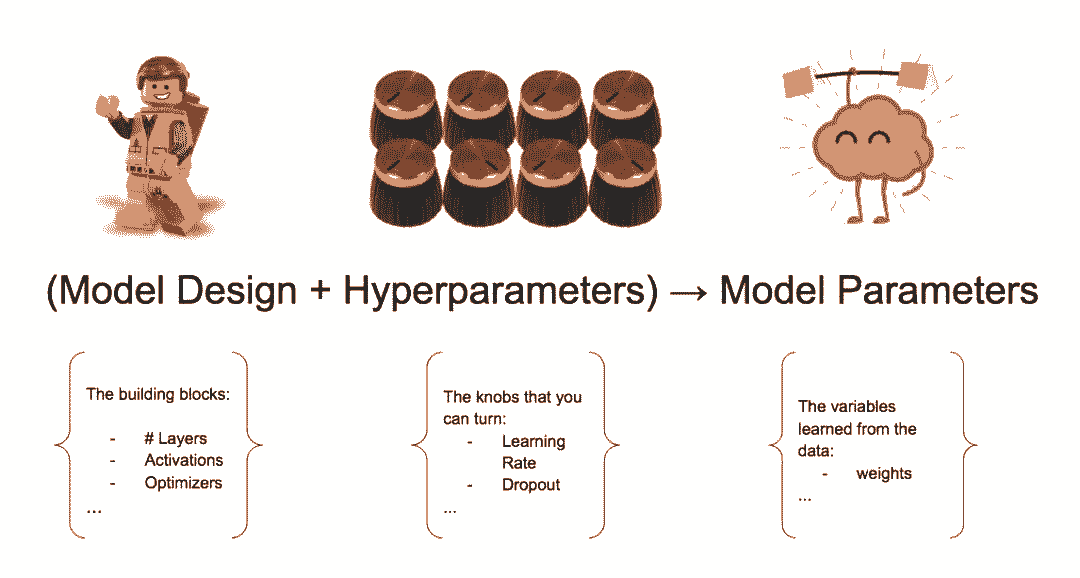 (Model Design + Hyperparameters) → Model Parameters
The building blocks:
- # Layers
- Activations
- Optimizers
...
The knobs that you
can turn:
- Learning
Rate
- Dropout
...
The variables
learned from the
data:
- weights
...